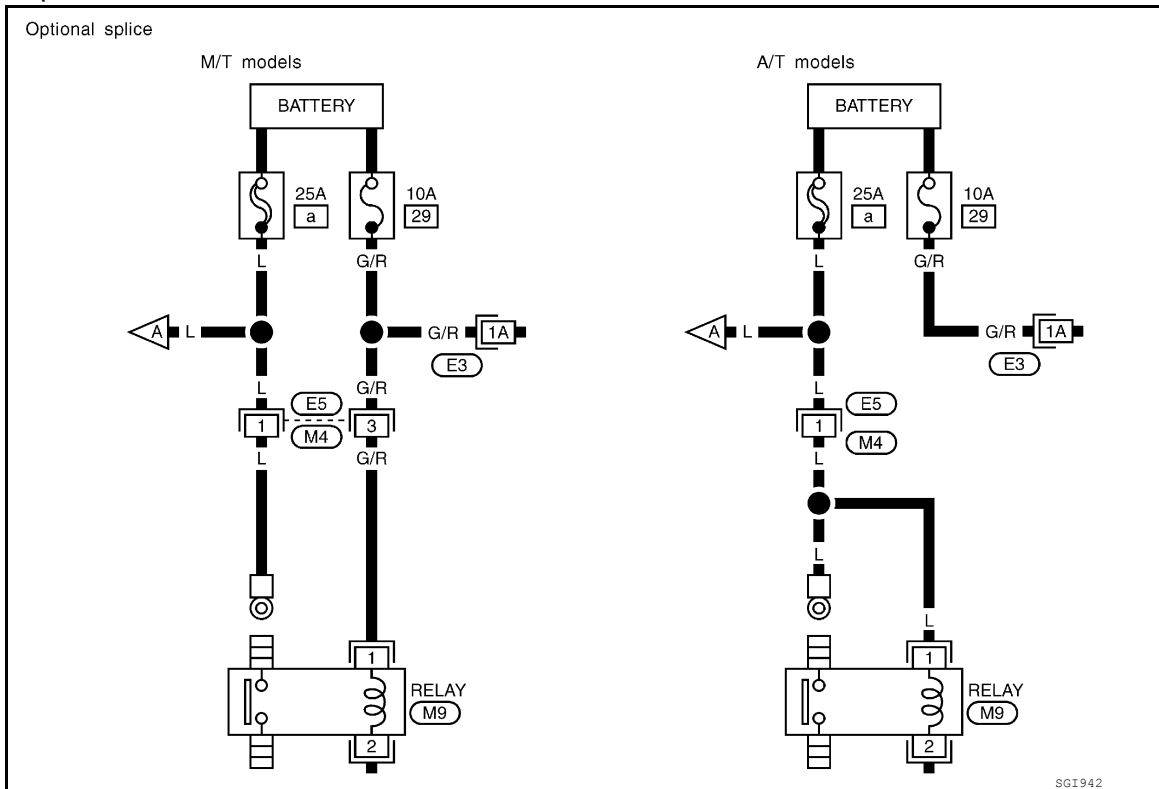 Optional splice
M/T models
BATTERY
25A
a
10A
29
L
G/R
A
L
G/R
1A
E3
L
G/R
E5
1
3
M4
L
G/R
1
RELAY
M9
2
A/T models
BATTERY
25A
a
10A
29
L
G/R
A
L
G/R
1A
E3
L
E5
1
M4
L
L
L
1
RELAY
M9
2
SGI942